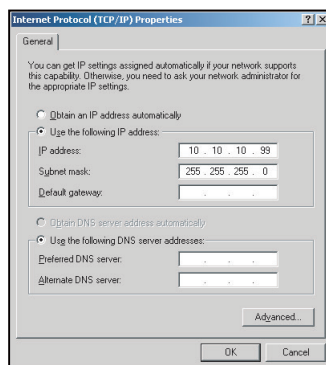 Internet Protocol (TCP/IP) Properties
General
You can get IP settings assigned automatically if your network supports
this capability. Otherwise, you need to ask your network administrator for
the appropriate IP settings.
Obtain an IP address automatically
Use the following IP address:
IP address: 10 . 10 . 10 . 99
Subnet mask: 255 . 255 . 255 . 0
Default gateway: . . .
Obtain DNS server address automatically
Use the following DNS server addresses:
Preferred DNS server: . . .
Alternate DNS server: . . .
Advanced...
OK Cancel